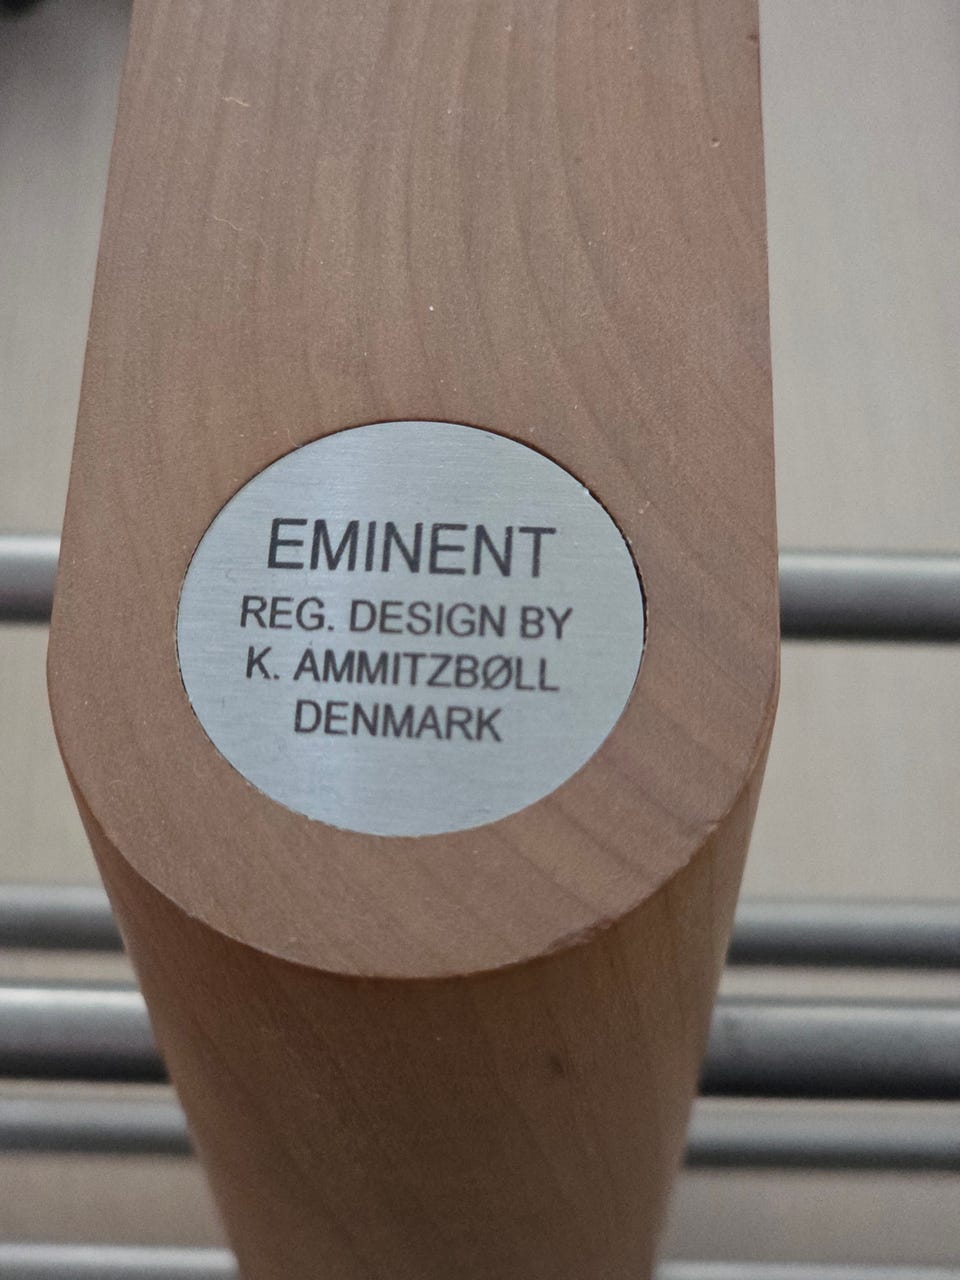 EMINENT
REG. DESIGN BY
K. AMMITZBØLL
DENMARK